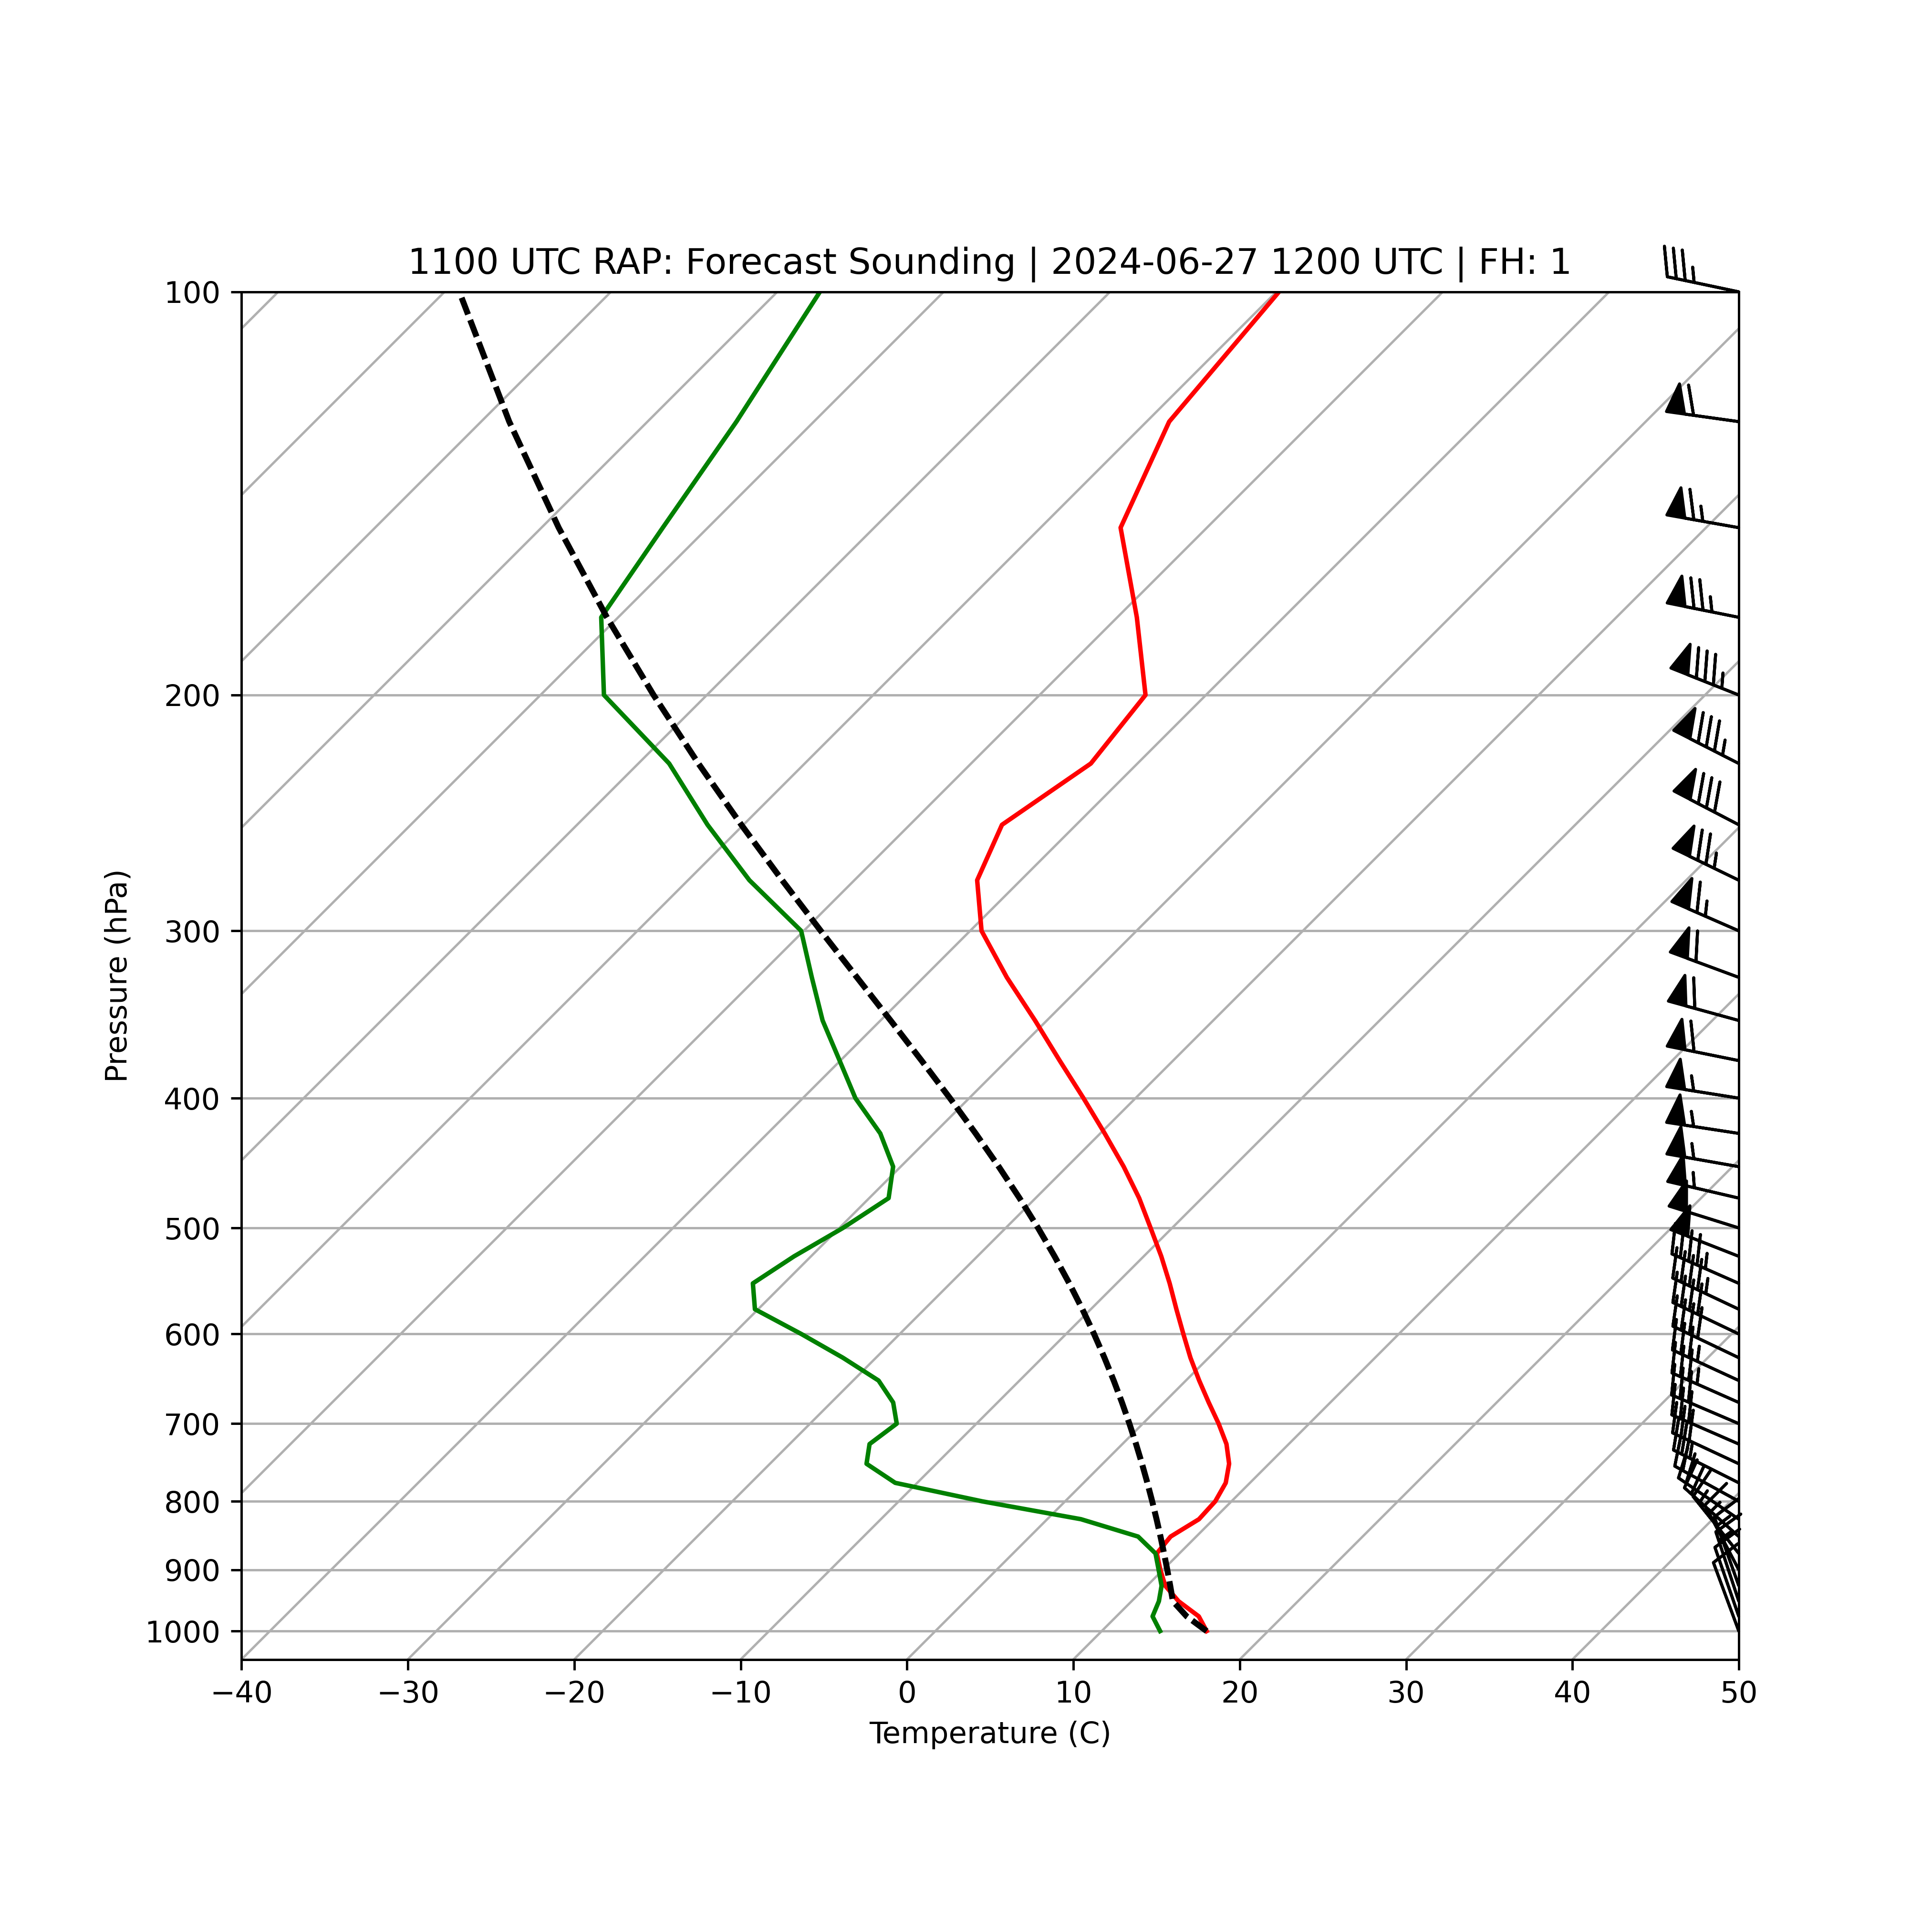 1100 UTC RAP: Forecast Sounding | 2024-06-27 1200 UTC | FH: 1
100
200
300
400
500
600
700
800
900
1000
Pressure (hPa)
−40 −30 −20 −10 0 10 20 30 40 50
Temperature (C)